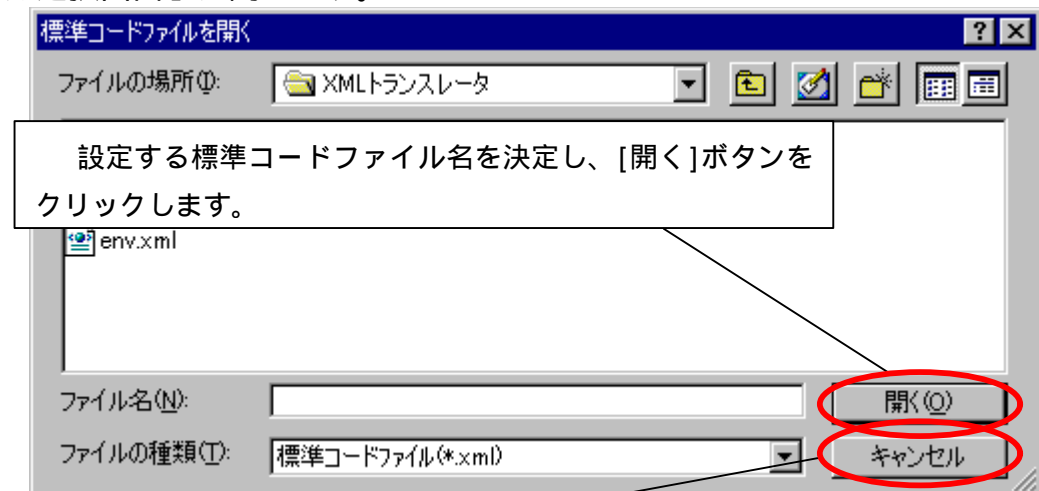 標準コードファイルを開く
ファイルの場所(I):
XMLトランスレータ
設定する標準コードファイル名を決定し、[開く]ボタンを
クリックします。
env.xml
ファイル名(N):
開く(O)
ファイルの種類(T):
標準コードファイル(*.xml)
キャンセル